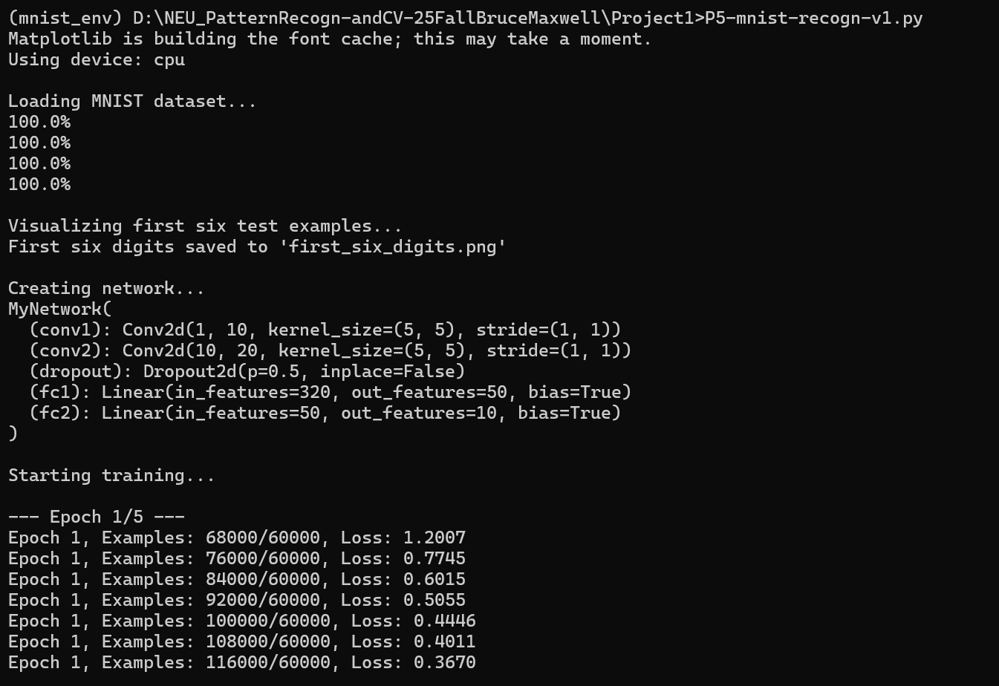 (mnist_env) D:\NEU_PatternRecogn-andCV-25FallBruceMaxwell\Project1>P5-mnist-recogn-v1.py
Matplotlib is building the font cache; this may take a moment.
Using device: cpu
Loading MNIST dataset...
100.0%
100.0%
100.0%
100.0%
Visualizing first six test examples...
First six digits saved to 'first_six_digits.png'
Creating network...
MyNetwork(
  (conv1): Conv2d(1, 10, kernel_size=(5, 5), stride=(1, 1))
  (conv2): Conv2d(10, 20, kernel_size=(5, 5), stride=(1, 1))
  (dropout): Dropout2d(p=0.5, inplace=False)
  (fc1): Linear(in_features=320, out_features=50, bias=True)
  (fc2): Linear(in_features=50, out_features=10, bias=True)
)
Starting training...
--- Epoch 1/5 ---
Epoch 1, Examples: 68000/60000, Loss: 1.2007
Epoch 1, Examples: 76000/60000, Loss: 0.7745
Epoch 1, Examples: 84000/60000, Loss: 0.6015
Epoch 1, Examples: 92000/60000, Loss: 0.5055
Epoch 1, Examples: 100000/60000, Loss: 0.4446
Epoch 1, Examples: 108000/60000, Loss: 0.4011
Epoch 1, Examples: 116000/60000, Loss: 0.3670